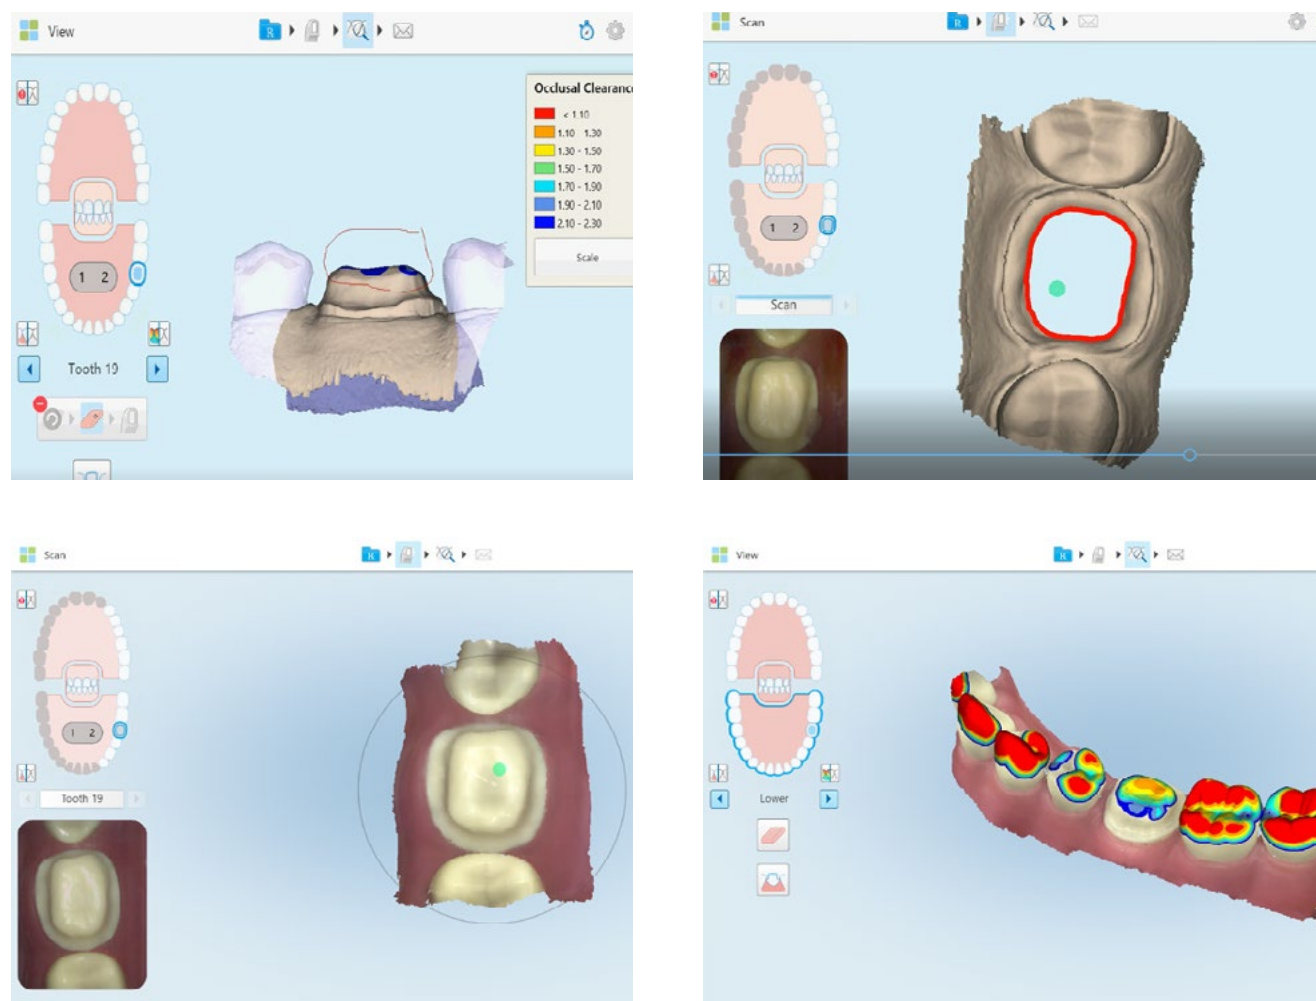 View
R
Occlusal Clearanc
< 1.10
1.10 1.30
1.30 - 1.50
1.50 - 1.70
1.70 - 1.90
1.90 - 2.10
2.10 - 2.30
Scale
1 2
Tooth 19
Scan
R
1 2
Scan
Scan
R
1 2
Tooth 19
View
R
Lower